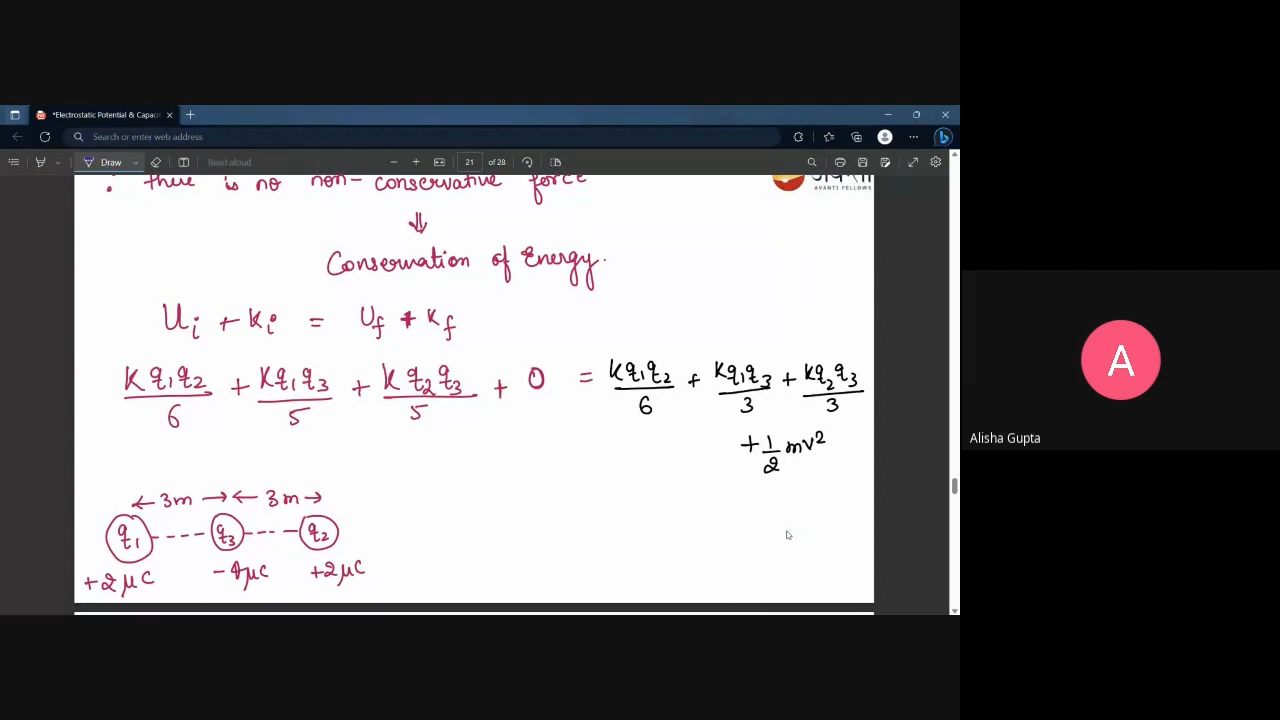 *Electrostatic Potential & Capaci
Search or enter web address
Draw
Read aloud
21 of 28
∵ there is no non-conservative force
AVANTI FELLOWS
⇓
Conservation of Energy.
Ui + Ki = Uf + Kf
Kq1q2/6 + Kq1q3/5 + Kq2q3/5 + 0 = Kq1q2/6 + Kq1q3/3 + Kq2q3/3
+ 1/2 mv²
← 3m → ← 3m →
q1 ---- q3 --- q2
+2μC -4μC +2μC
A
Alisha Gupta